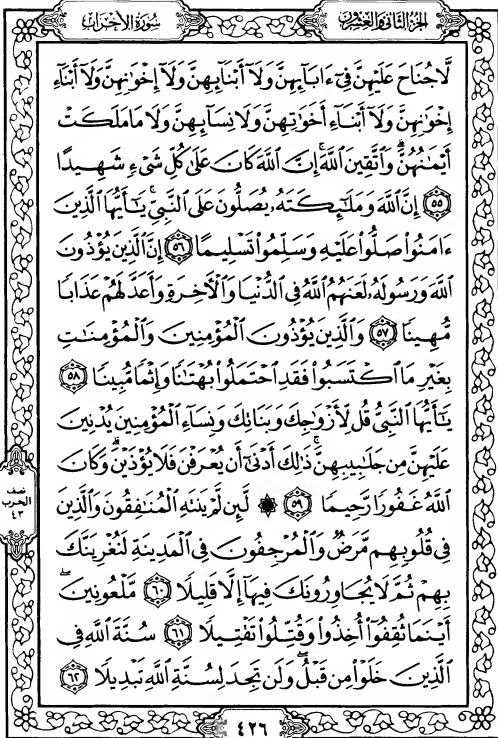 الجزء الثاني والعشرون
سورة الأحزاب
لَّا جُنَاحَ عَلَيْهِنَّ فِىٓ ءَابَآئِهِنَّ وَلَآ أَبْنَآئِهِنَّ وَلَآ إِخْوَٰنِهِنَّ وَلَآ أَبْنَآءِ
إِخْوَٰنِهِنَّ وَلَآ أَبْنَآءِ أَخَوَٰتِهِنَّ وَلَا نِسَآئِهِنَّ وَلَا مَا مَلَكَتْ
أَيْمَٰنُهُنَّ ۗ وَٱتَّقِينَ ٱللَّهَ ۚ إِنَّ ٱللَّهَ كَانَ عَلَىٰ كُلِّ شَىْءٍ شَهِيدًا
٥٥ إِنَّ ٱللَّهَ وَمَلَٰٓئِكَتَهُۥ يُصَلُّونَ عَلَى ٱلنَّبِىِّ ۚ يَٰٓأَيُّهَا ٱلَّذِينَ
ءَامَنُوا۟ صَلُّوا۟ عَلَيْهِ وَسَلِّمُوا۟ تَسْلِيمًا ٥٦ إِنَّ ٱلَّذِينَ يُؤْذُونَ
ٱللَّهَ وَرَسُولَهُۥ لَعَنَهُمُ ٱللَّهُ فِى ٱلدُّنْيَا وَٱلْءَاخِرَةِ وَأَعَدَّ لَهُمْ عَذَابًا
مُّهِينًا ٥٧ وَٱلَّذِينَ يُؤْذُونَ ٱلْمُؤْمِنِينَ وَٱلْمُؤْمِنَٰتِ
بِغَيْرِ مَا ٱكْتَسَبُوا۟ فَقَدِ ٱحْتَمَلُوا۟ بُهْتَٰنًا وَإِثْمًا مُّبِينًا ٥٨
يَٰٓأَيُّهَا ٱلنَّبِىُّ قُل لِّأَزْوَٰجِكَ وَبَنَاتِكَ وَنِسَآءِ ٱلْمُؤْمِنِينَ يُدْنِينَ
عَلَيْهِنَّ مِن جَلَٰبِيبِهِنَّ ۚ ذَٰلِكَ أَدْنَىٰٓ أَن يُعْرَفْنَ فَلَا يُؤْذَيْنَ ۗ وَكَانَ
ٱللَّهُ غَفُورًا رَّحِيمًا ٥٩ ۞ لَّئِن لَّمْ يَنتَهِ ٱلْمُنَٰفِقُونَ وَٱلَّذِينَ
فِى قُلُوبِهِم مَّرَضٌ وَٱلْمُرْجِفُونَ فِى ٱلْمَدِينَةِ لَنُغْرِيَنَّكَ
بِهِمْ ثُمَّ لَا يُجَاوِرُونَكَ فِيهَآ إِلَّا قَلِيلًا ٦٠ مَّلْعُونِينَ ۖ
أَيْنَمَا ثُقِفُوٓا۟ أُخِذُوا۟ وَقُتِّلُوا۟ تَقْتِيلًا ٦١ سُنَّةَ ٱللَّهِ فِى
ٱلَّذِينَ خَلَوْا۟ مِن قَبْلُ ۖ وَلَن تَجِدَ لِسُنَّةِ ٱللَّهِ تَبْدِيلًا ٦٢
نصف
الحزب
٤٣
٤٢٦